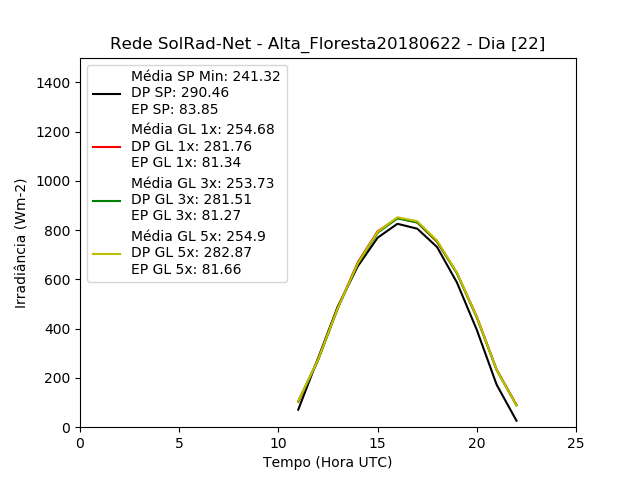 Rede SolRad-Net - Alta_Floresta20180622 - Dia [22]
Irradiância (Wm-2)
1400
1200
1000
800
600
400
200
0
Média SP Min: 241.32
DP SP: 290.46
EP SP: 83.85
Média GL 1x: 254.68
DP GL 1x: 281.76
EP GL 1x: 81.34
Média GL 3x: 253.73
DP GL 3x: 281.51
EP GL 3x: 81.27
Média GL 5x: 254.9
DP GL 5x: 282.87
EP GL 5x: 81.66
0 5 10 15 20 25
Tempo (Hora UTC)